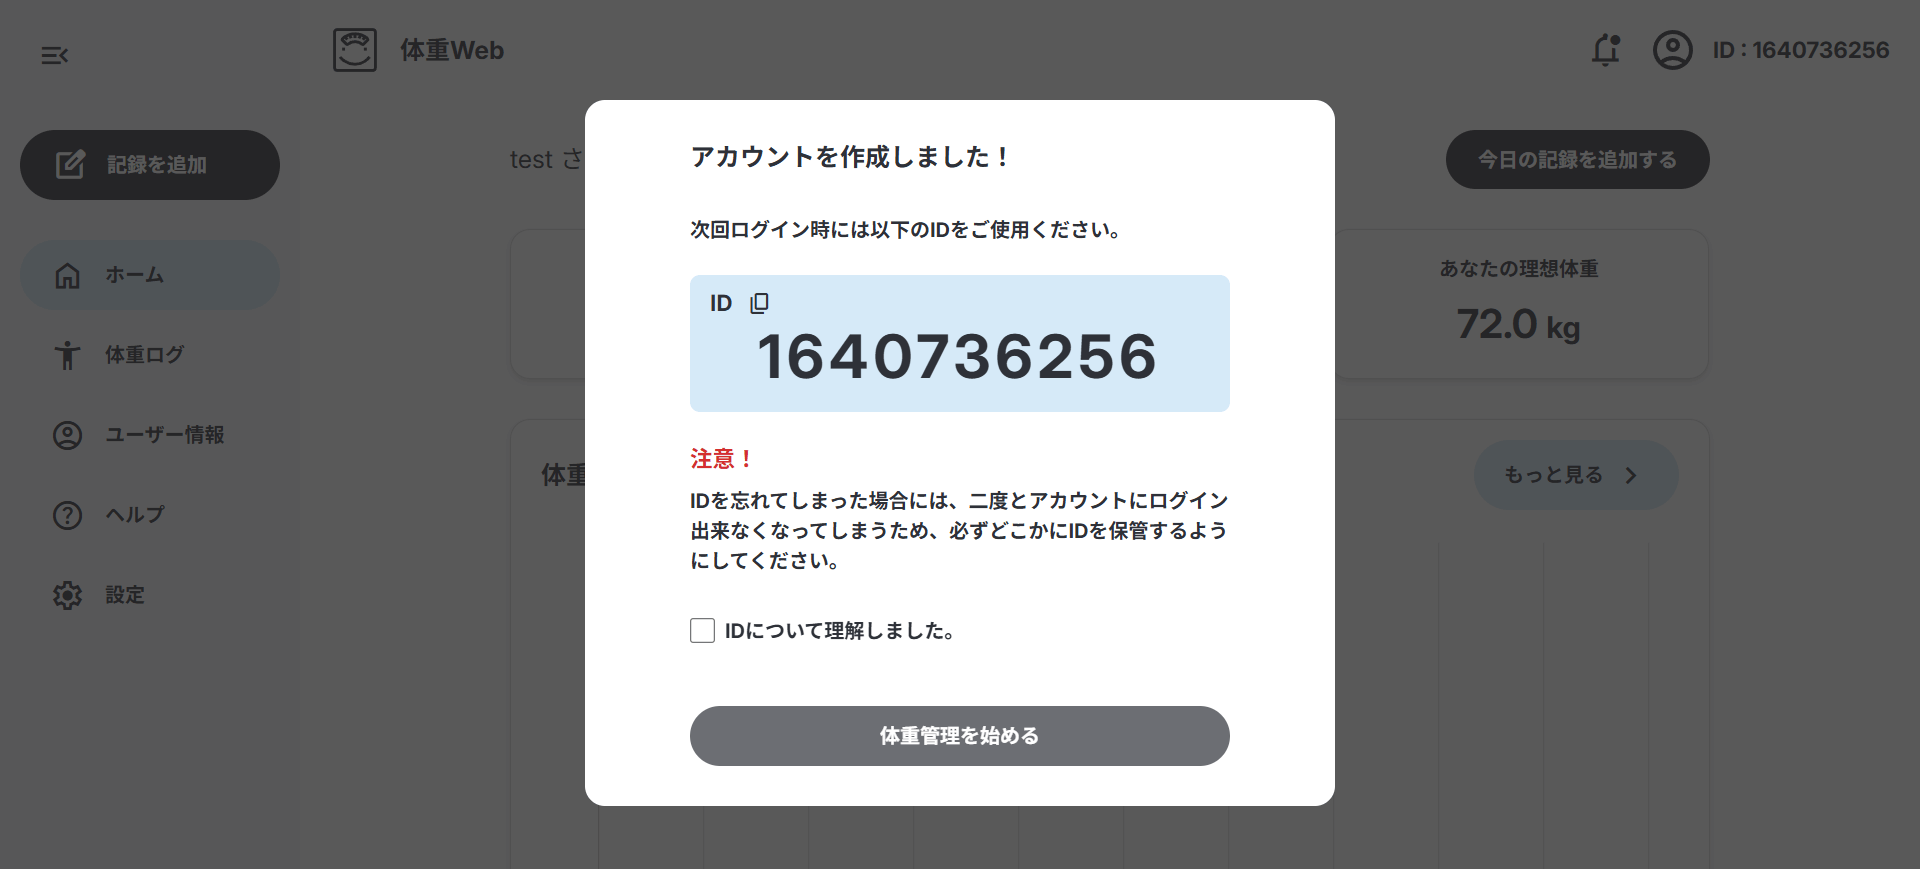 体重Web
ID : 1640736256
記録を追加
ホーム
体重ログ
ユーザー情報
ヘルプ
設定
test さ
今日の記録を追加する
あなたの理想体重
72.0 kg
体重
もっと見る
アカウントを作成しました！
次回ログイン時には以下のIDをご使用ください。
ID
1640736256
注意！
IDを忘れてしまった場合には、二度とアカウントにログイン
出来なくなってしまうため、必ずどこかにIDを保管するよう
にしてください。
IDについて理解しました。
体重管理を始める